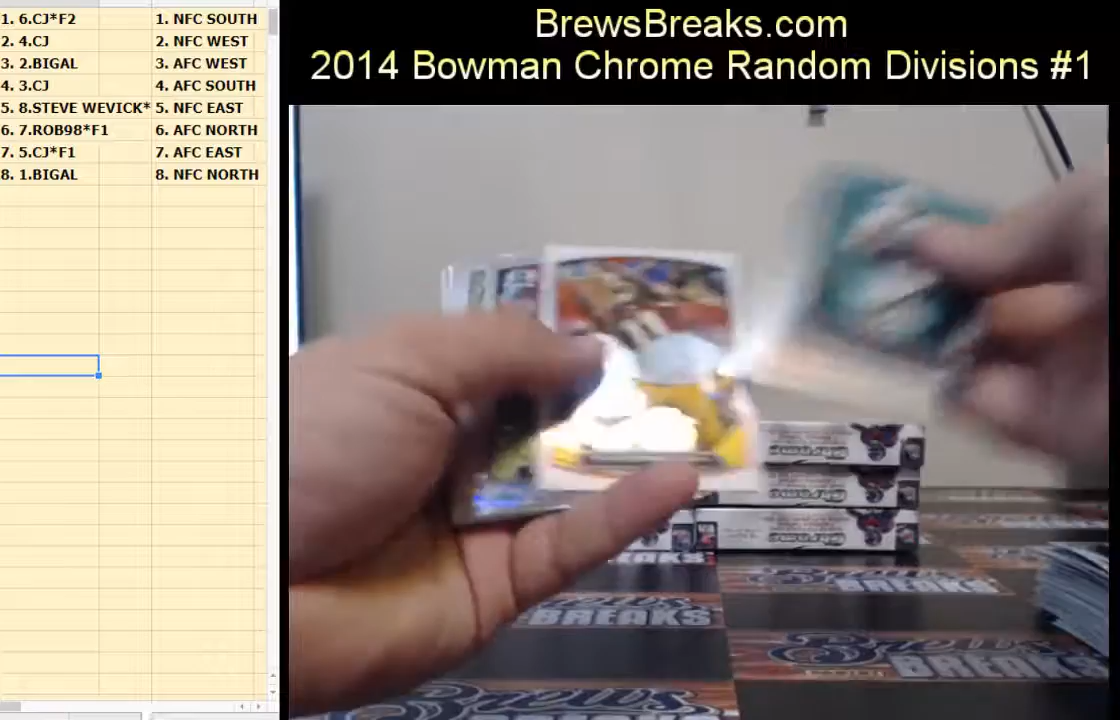 BrewsBreaks.com
2014 Bowman Chrome Random Divisions #1
1. 6.CJ*F2 1. NFC SOUTH
2. 4.CJ 2. NFC WEST
3. 2.BIGAL 3. AFC WEST
4. 3.CJ 4. AFC SOUTH
5. 8.STEVE WEVICK* 5. NFC EAST
6. 7.ROB98*F1 6. AFC NORTH
7. 5.CJ*F1 7. AFC EAST
8. 1.BIGAL 8. NFC NORTH
BREAKS
BREAKS
BREAKS